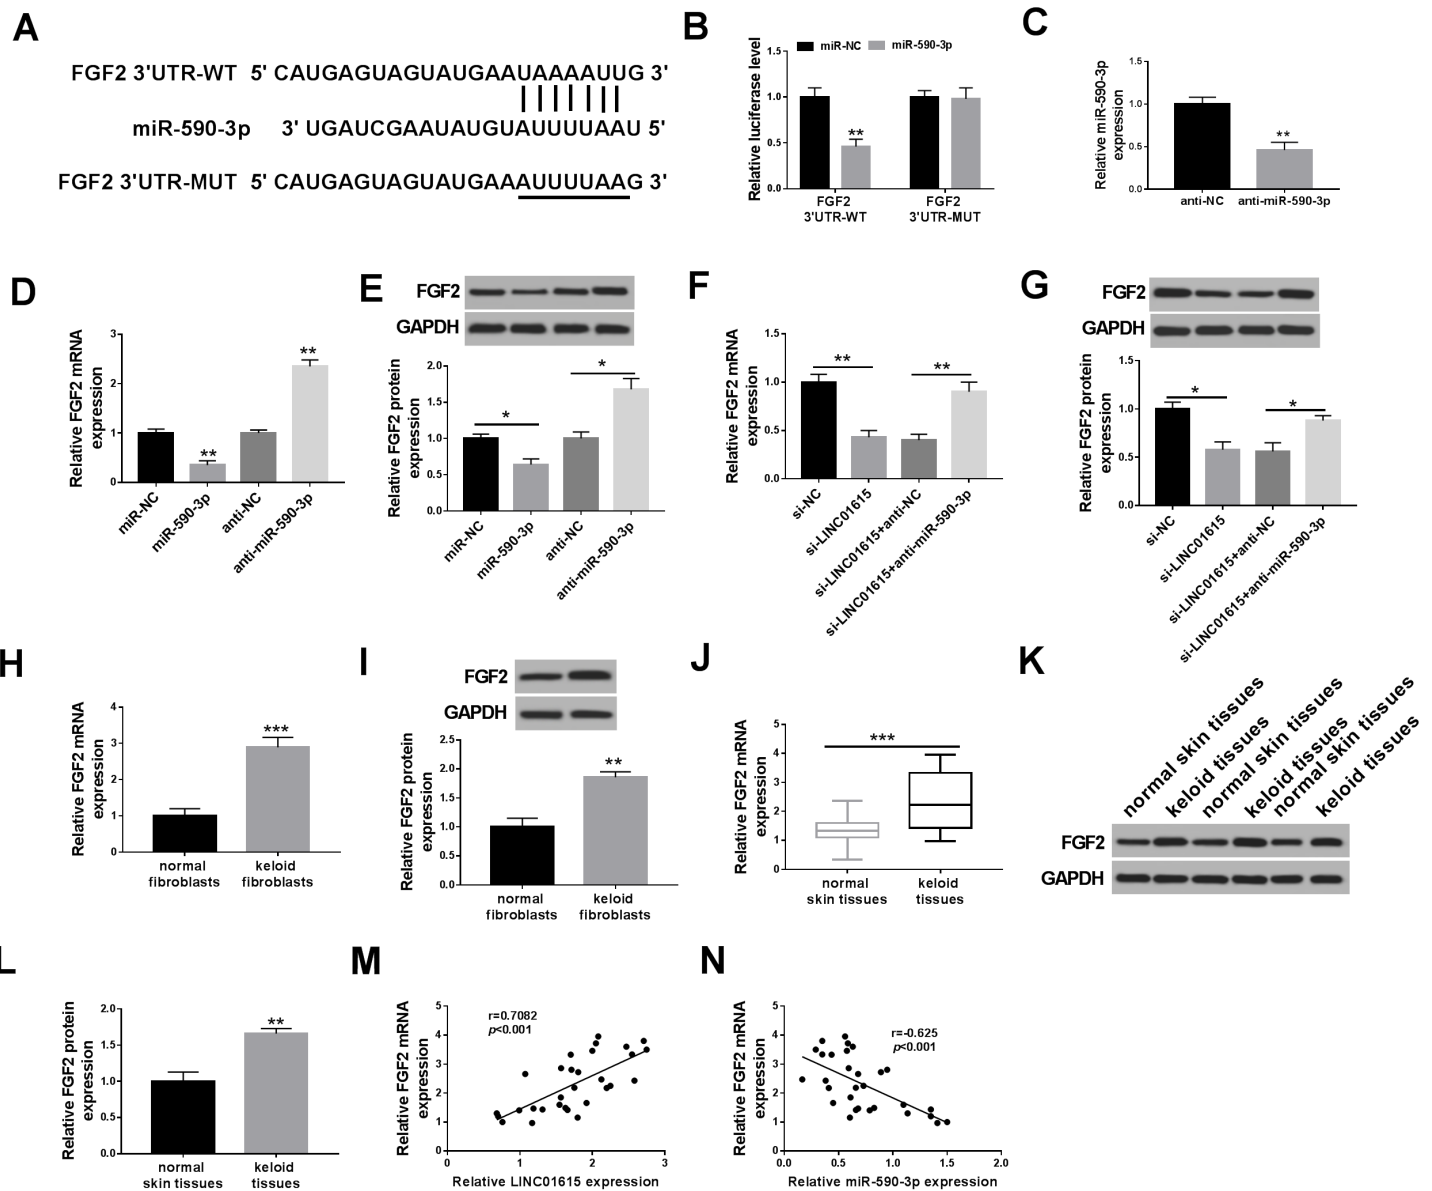 A
FGF2 3'UTR-WT 5' CAUGAGUAGUAUGAAUAAAAUUG 3'
miR-590-3p 3' UGAUCGAAUAUGUAUUUUAAU 5'
FGF2 3'UTR-MUT 5' CAUGAGUAGUAUGAAAUUUUAAG 3'
B
miR-NC miR-590-3p
Relative luciferase level
1.5
1.0
0.5
0.0
**
FGF2
3'UTR-WT
FGF2
3'UTR-MUT
C
Relative miR-590-3p
expression
1.5
1.0
0.5
0.0
**
anti-NC anti-miR-590-3p
D
Relative FGF2 mRNA
expression
3
2
1
0
**
**
miR-NC
miR-590-3p
anti-NC
anti-miR-590-3p
E
FGF2
GAPDH
Relative FGF2 protein
expression
2.0
1.5
1.0
0.5
0.0
*
*
miR-NC
miR-590-3p
anti-NC
anti-miR-590-3p
F
Relative FGF2 mRNA
expression
1.5
1.0
0.5
0.0
**
**
si-NC
si-LINC01615
si-LINC01615+anti-NC
si-LINC01615+anti-miR-590-3p
G
FGF2
GAPDH
Relative FGF2 protein
expression
1.5
1.0
0.5
0.0
*
*
si-NC
si-LINC01615
si-LINC01615+anti-NC
si-LINC01615+anti-miR-590-3p
H
Relative FGF2 mRNA
expression
4
3
2
1
0
***
normal
fibroblasts
keloid
fibroblasts
I
FGF2
GAPDH
Relative FGF2 protein
expression
2.5
2.0
1.5
1.0
0.5
0.0
**
normal
fibroblasts
keloid
fibroblasts
J
Relative FGF2 mRNA
expression
5
4
3
2
1
0
***
normal
skin tissues
keloid
tissues
K
normal skin tissues
keloid tissues
normal skin tissues
keloid tissues
normal skin tissues
keloid tissues
FGF2
GAPDH
L
Relative FGF2 protein
expression
2.0
1.5
1.0
0.5
0.0
**
normal
skin tissues
keloid
tissues
M
Relative FGF2 mRNA
expression
5
4
3
2
1
0
r=0.7082
p<0.001
0 1 2 3
Relative LINC01615 expression
N
Relative FGF2 mRNA
expression
5
4
3
2
1
0
r=-0.625
p<0.001
0.0 0.5 1.0 1.5 2.0
Relative miR-590-3p expression